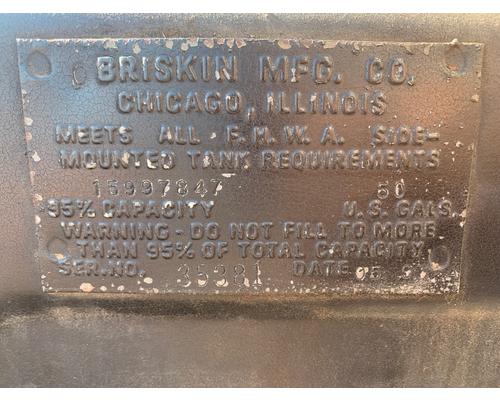 BRISKIN MFG. CO.
CHICAGO, ILLINOIS
MEETS ALL F.H.W.A. SIDE-
MOUNTED TANK REQUIREMENTS
15997847 50
95% CAPACITY U.S. GALS.
WARNING - DO NOT FILL TO MORE
THAN 95% OF TOTAL CAPACITY
SER. NO. 35281 DATE